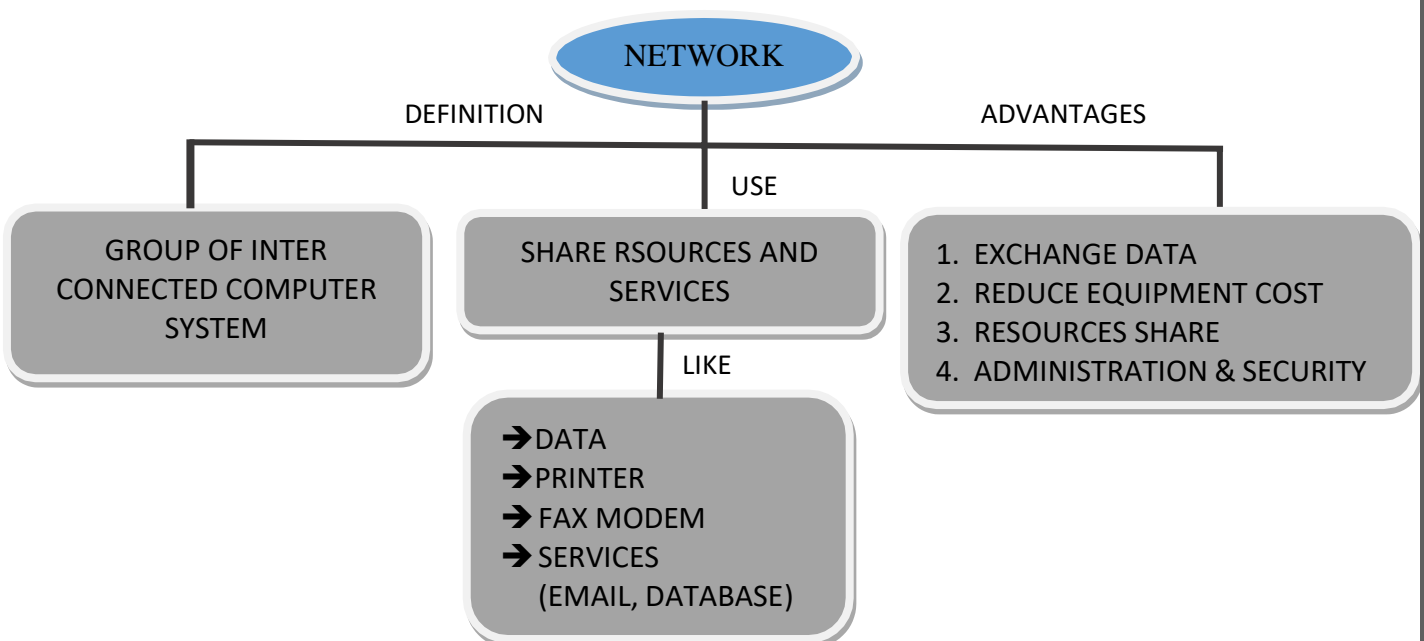 NETWORK
DEFINITION
ADVANTAGES
USE
GROUP OF INTER
CONNECTED COMPUTER
SYSTEM
SHARE RSOURCES AND
SERVICES
1. EXCHANGE DATA
2. REDUCE EQUIPMENT COST
3. RESOURCES SHARE
4. ADMINISTRATION & SECURITY
LIKE
➔DATA
➔PRINTER
➔ FAX MODEM
➔ SERVICES
(EMAIL, DATABASE)